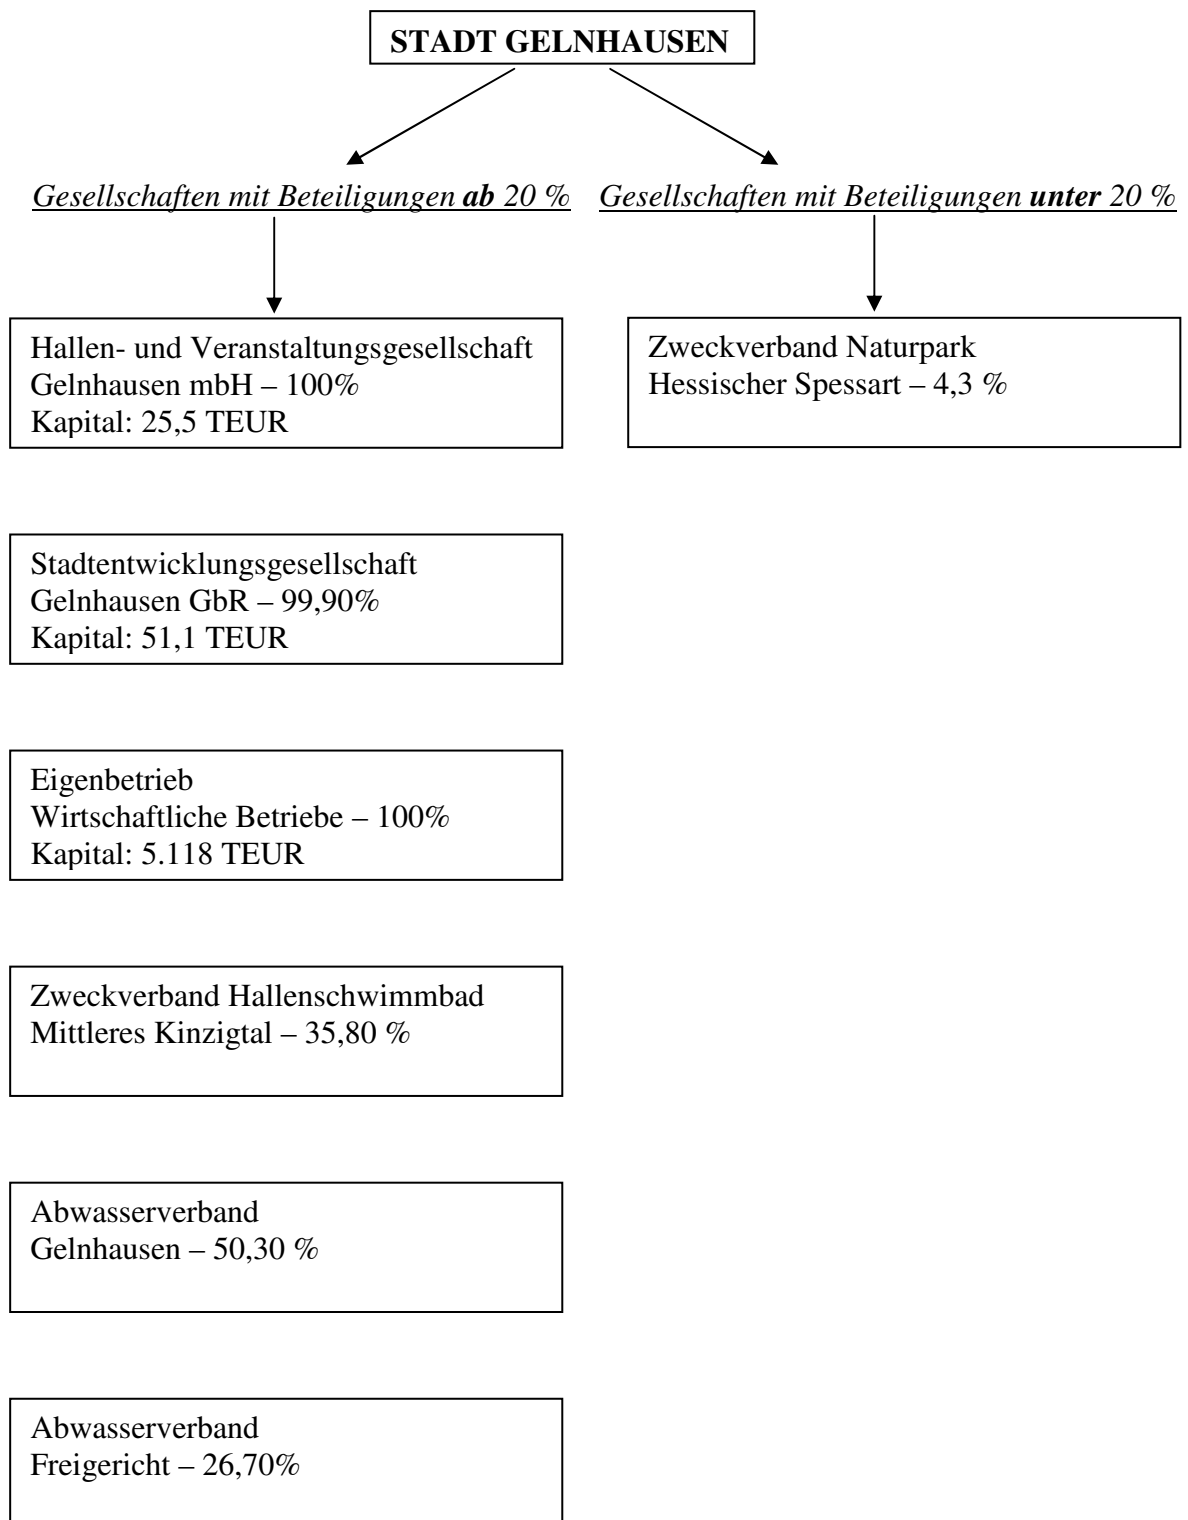 STADT GELNHAUSEN
Gesellschaften mit Beteiligungen ab 20 %
Gesellschaften mit Beteiligungen unter 20 %
Hallen- und Veranstaltungsgesellschaft
Gelnhausen mbH – 100%
Kapital: 25,5 TEUR
Zweckverband Naturpark
Hessischer Spessart – 4,3 %
Stadtentwicklungsgesellschaft
Gelnhausen GbR – 99,90%
Kapital: 51,1 TEUR
Eigenbetrieb
Wirtschaftliche Betriebe – 100%
Kapital: 5.118 TEUR
Zweckverband Hallenschwimmbad
Mittleres Kinzigtal – 35,80 %
Abwasserverband
Gelnhausen – 50,30 %
Abwasserverband
Freigericht – 26,70%